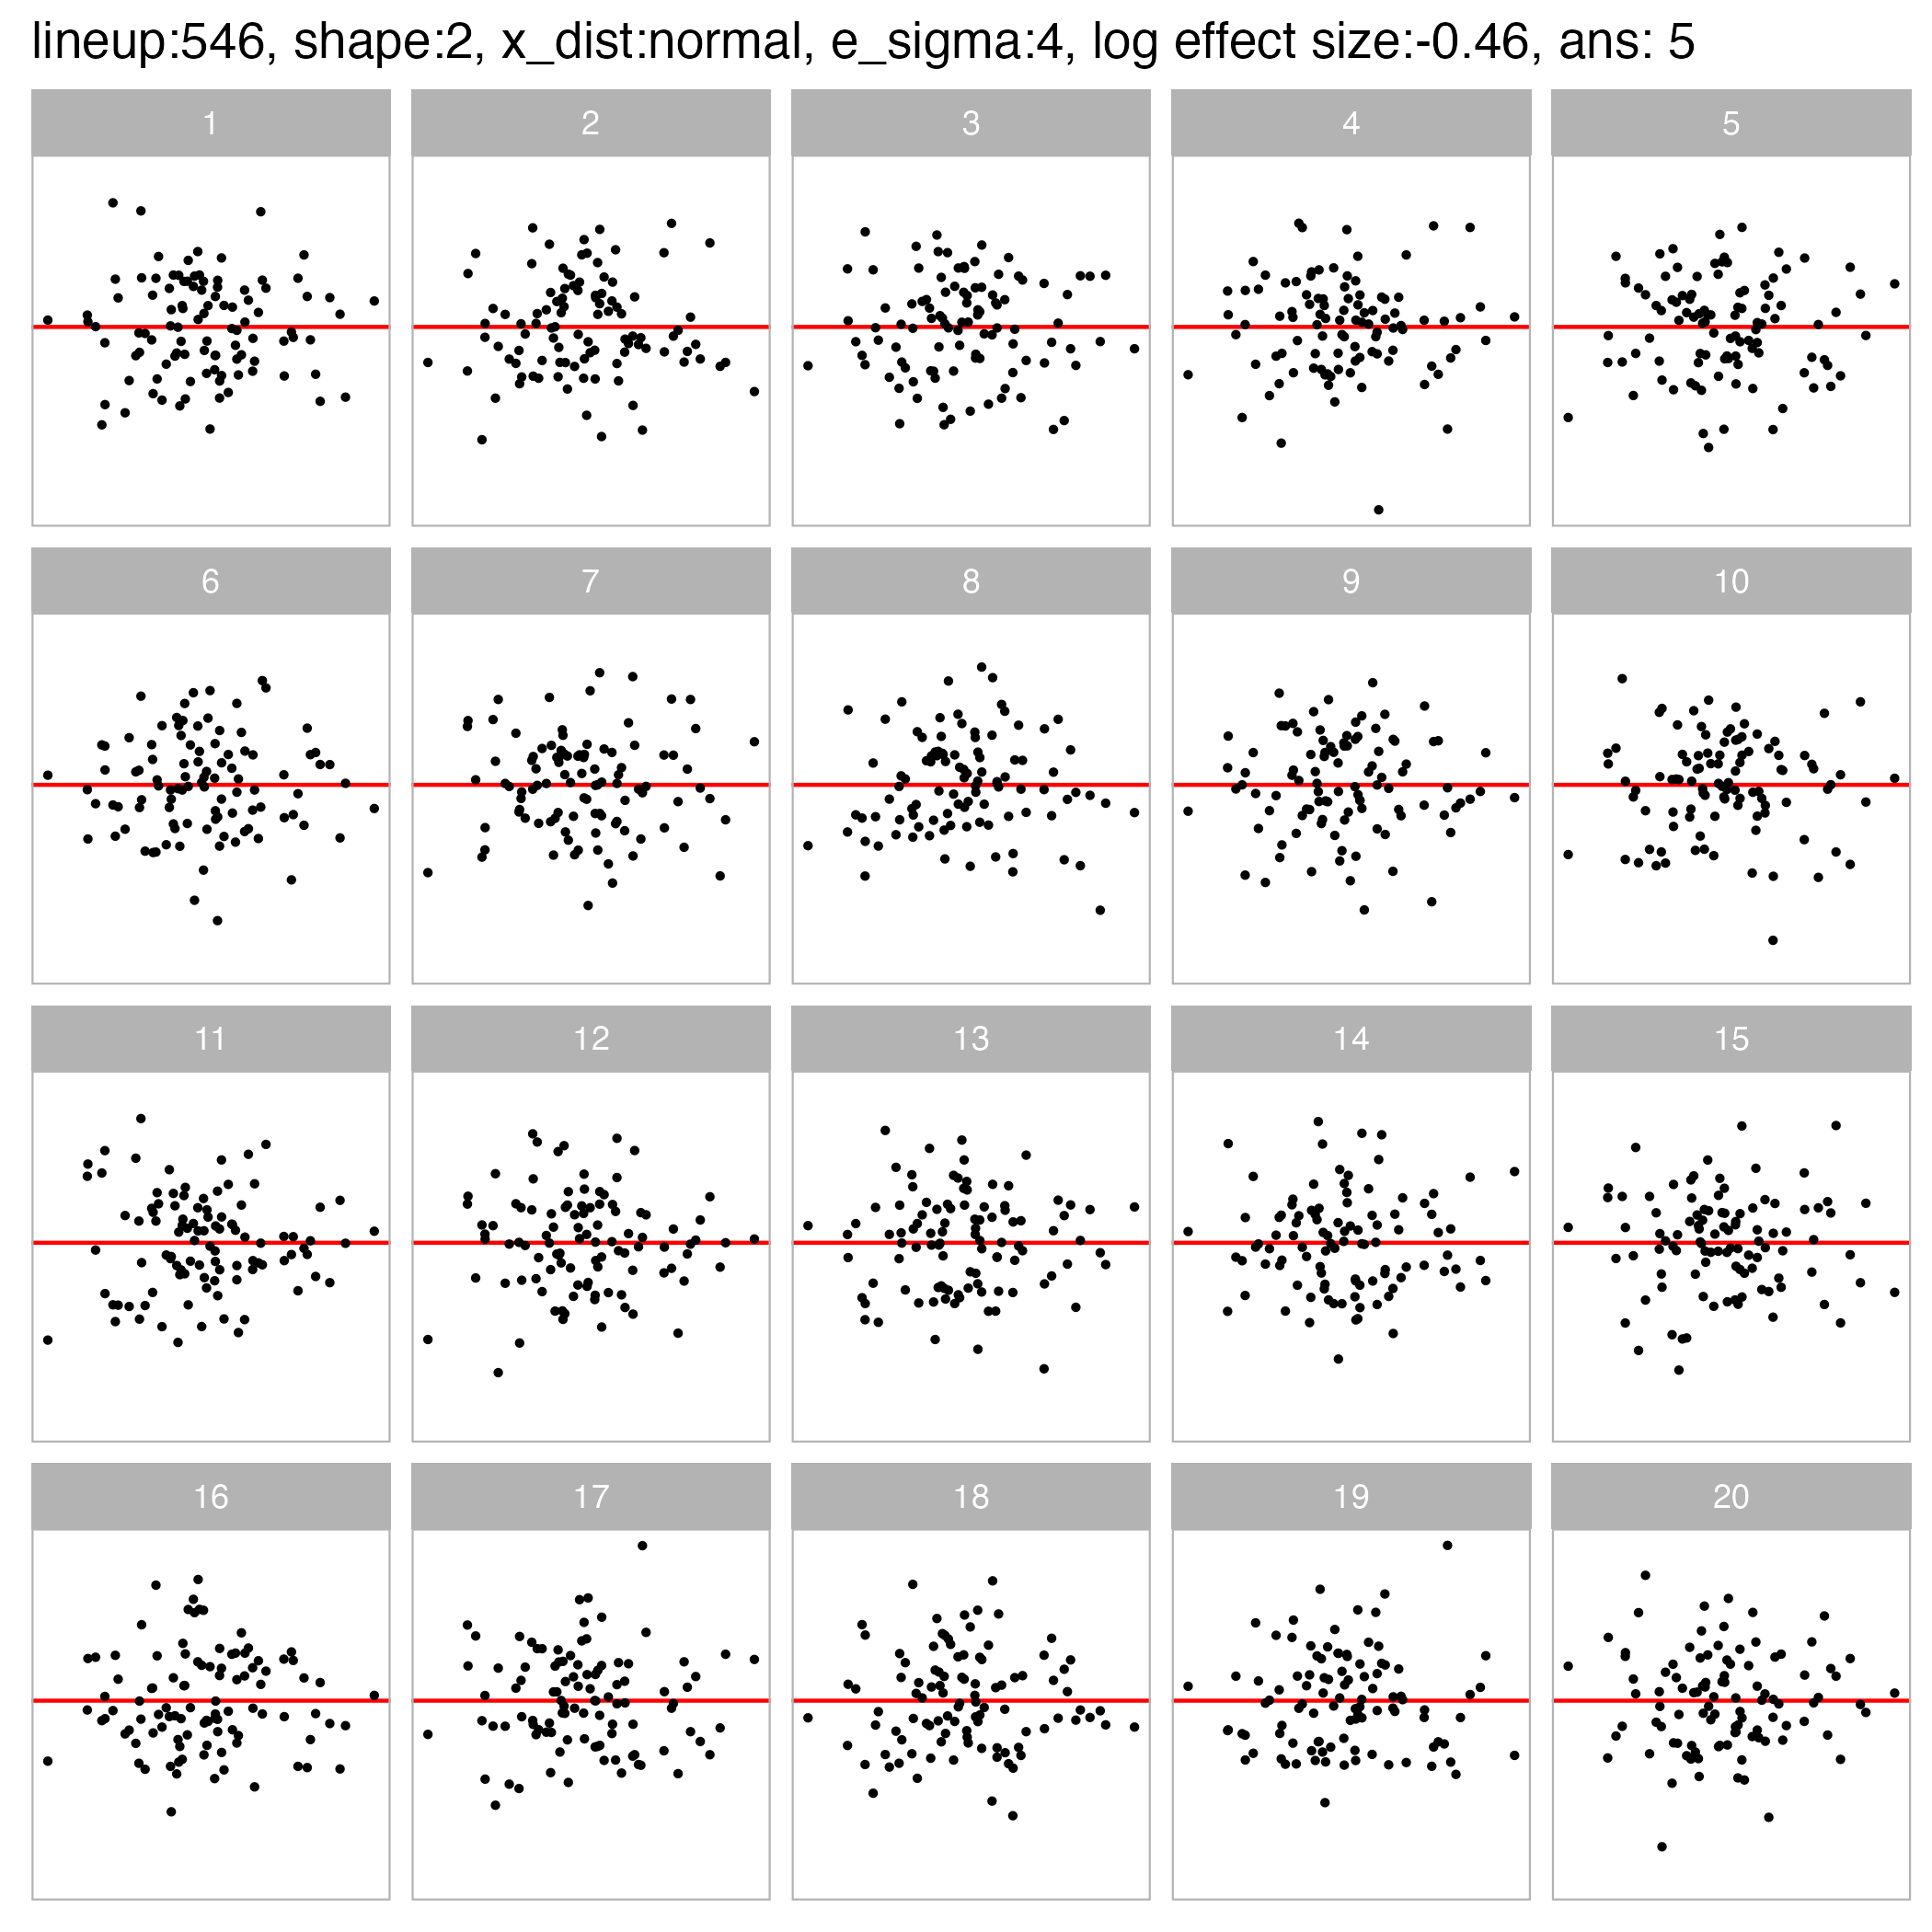 lineup:546, shape:2, x_dist:normal, e_sigma:4, log effect size:-0.46, ans: 5
1 2 3 4 5
6 7 8 9 10
11 12 13 14 15
16 17 18 19 20